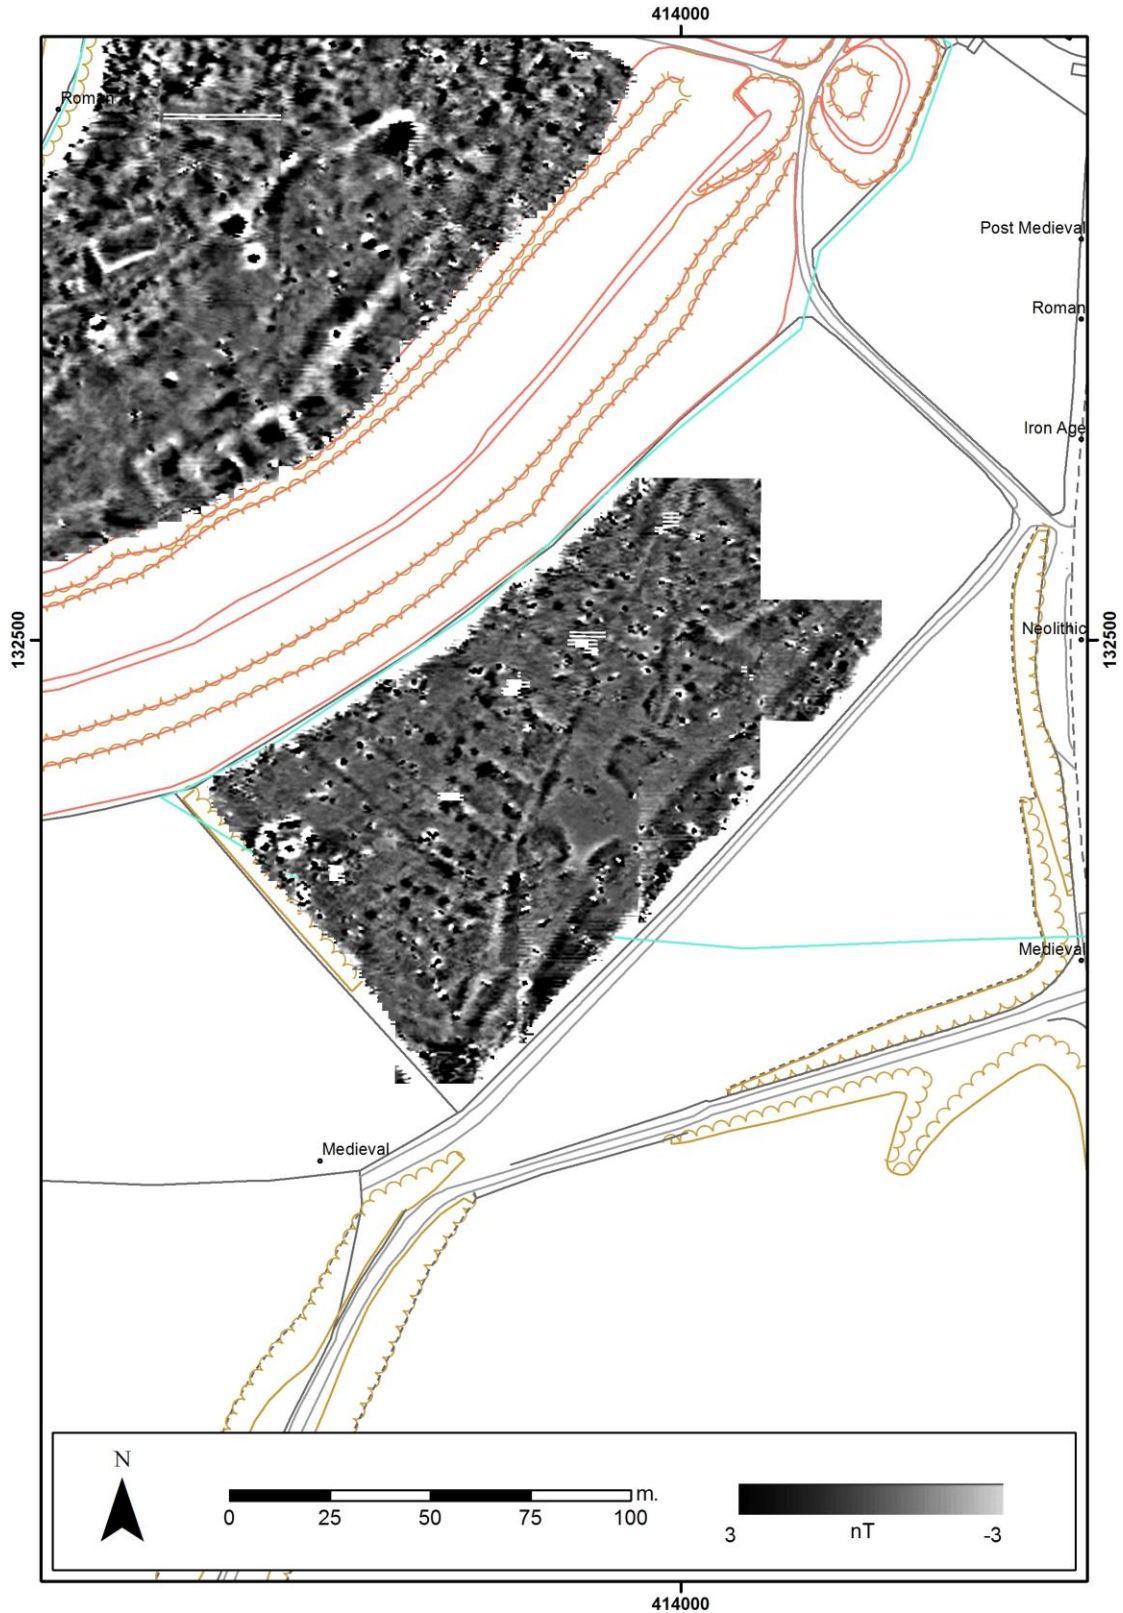 414000
Roman
Post Medieval
Roman
Iron Age
132500
Neolithic
132500
Medieval
Medieval
N
m.
0 25 50 75 100
3 nT -3
414000